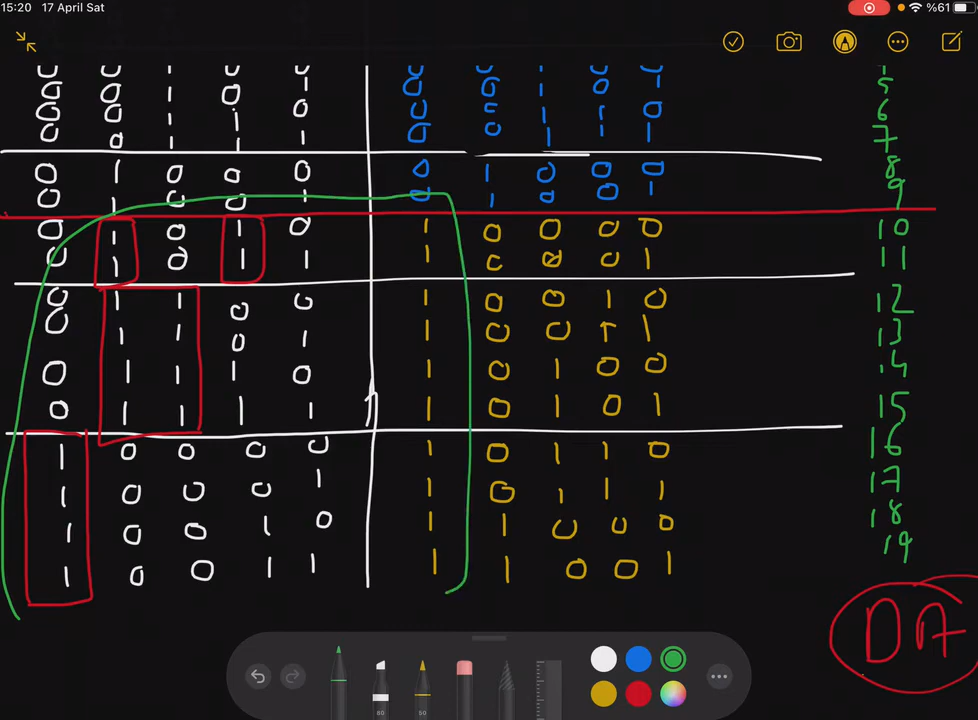 15:20 17 April Sat %61
0 0 1 0 1 0 0 1 0 1 5
0 0 1 1 0 0 0 1 1 0 6
0 0 1 1 1 0 0 1 1 1 7
0 1 0 0 0 0 1 0 0 0 8
0 1 0 0 1 0 1 0 0 1 9
0 1 0 1 0 1 0 0 0 0 10
0 1 0 1 1 1 0 0 0 1 11
0 1 1 0 0 1 0 0 1 0 12
0 1 1 0 1 1 0 0 1 1 13
0 1 1 1 0 1 0 1 0 0 14
0 1 1 1 1 1 0 1 0 1 15
1 0 0 0 0 1 0 1 1 0 16
1 0 0 0 1 1 0 1 1 1 17
1 0 0 1 0 1 1 0 0 0 18
1 0 0 1 1 1 1 0 0 1 19
DA
80 50